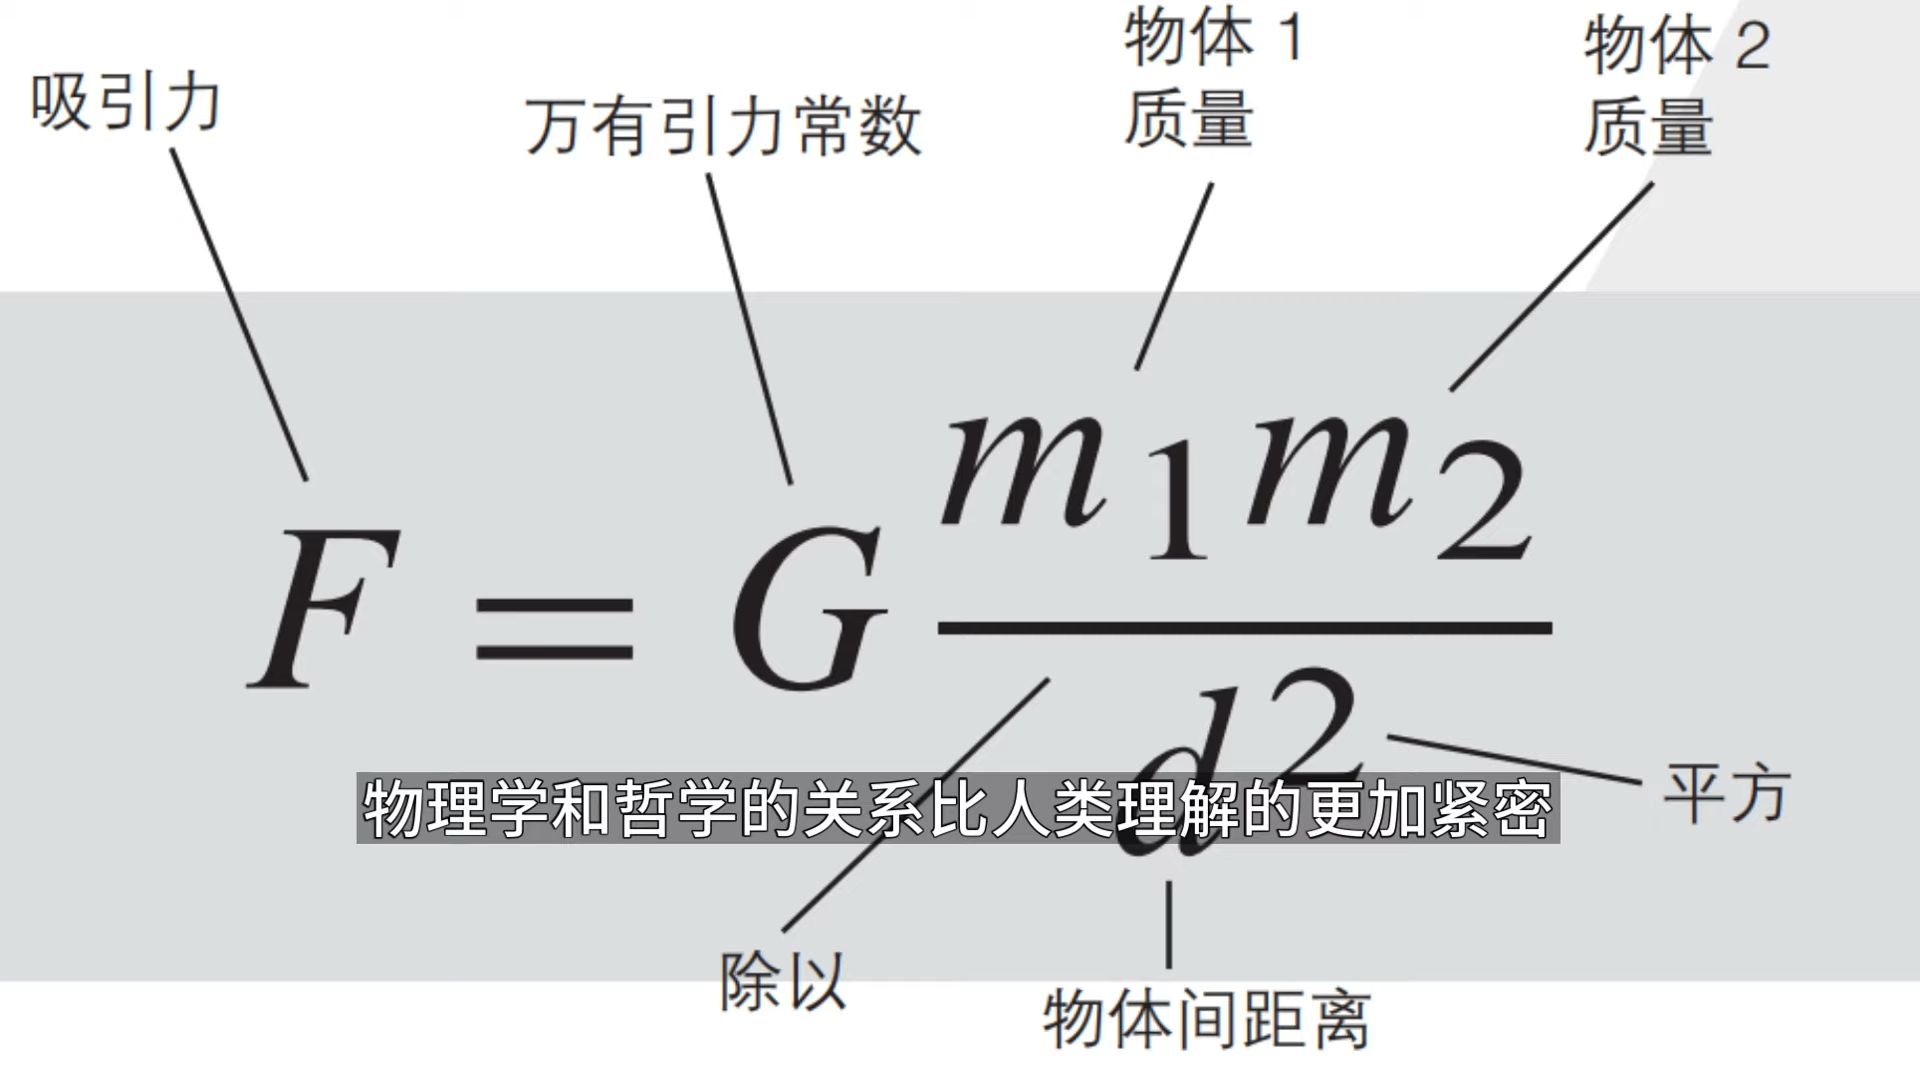 吸引力
万有引力常数
物体 1
质量
物体 2
质量
F = G m₁m₂ / d²
物理学和哲学的关系比人类理解的更加紧密
平方
除以
物体间距离